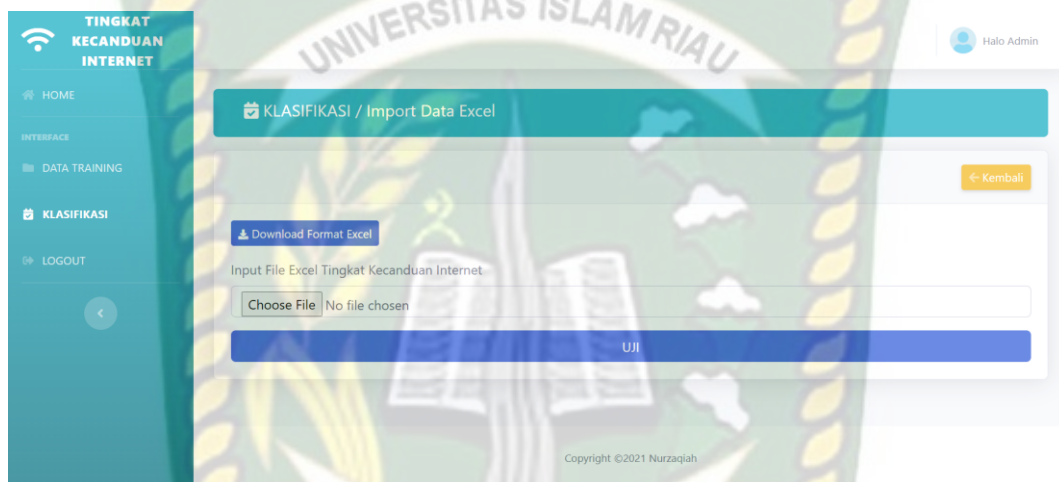 TINGKAT
KECANDUAN
INTERNET
UNIVERSITAS ISLAM RIAU
Halo Admin
HOME
KLASIFIKASI / Import Data Excel
INTERFACE
DATA TRAINING
← Kembali
KLASIFIKASI
Download Format Excel
LOGOUT
Input File Excel Tingkat Kecanduan Internet
Choose File No file chosen
UJI
Copyright ©2021 Nurzaqiah